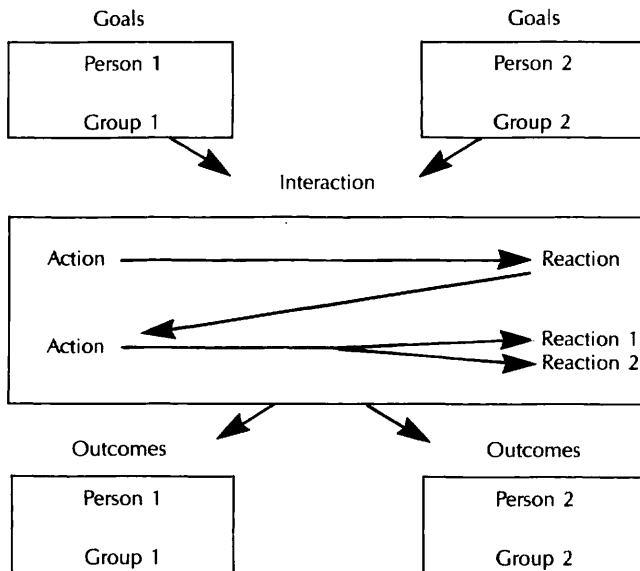 Goals Goals
Person 1 Person 2
Group 1 Group 2
Interaction
Action Reaction
Action Reaction 1
Reaction 2
Outcomes Outcomes
Person 1 Person 2
Group 1 Group 2